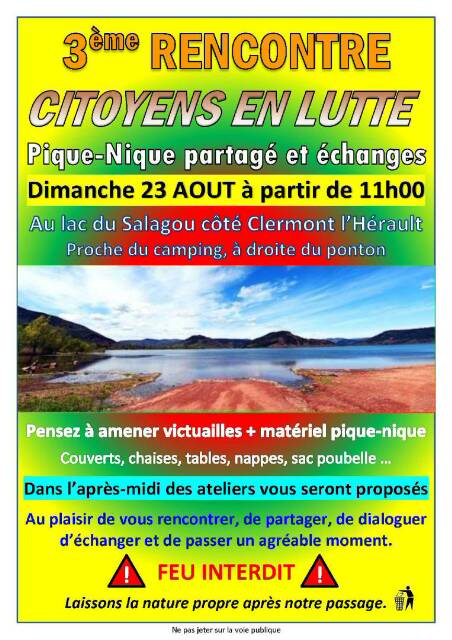 3ème RENCONTRE
CITOYENS EN LUTTE
Pique-Nique partagé et échanges
Dimanche 23 AOUT à partir de 11h00
Au lac du Salagou côté Clermont l'Hérault
Proche du camping, à droite du ponton
Pensez à amener victuailles + matériel pique-nique
Couverts, chaises, tables, nappes, sac poubelle ...
Dans l'après-midi des ateliers vous seront proposés
Au plaisir de vous rencontrer, de partager, de dialoguer
d'échanger et de passer un agréable moment.
! FEU INTERDIT !
Laissons la nature propre après notre passage.
Ne pas jeter sur la voie publique